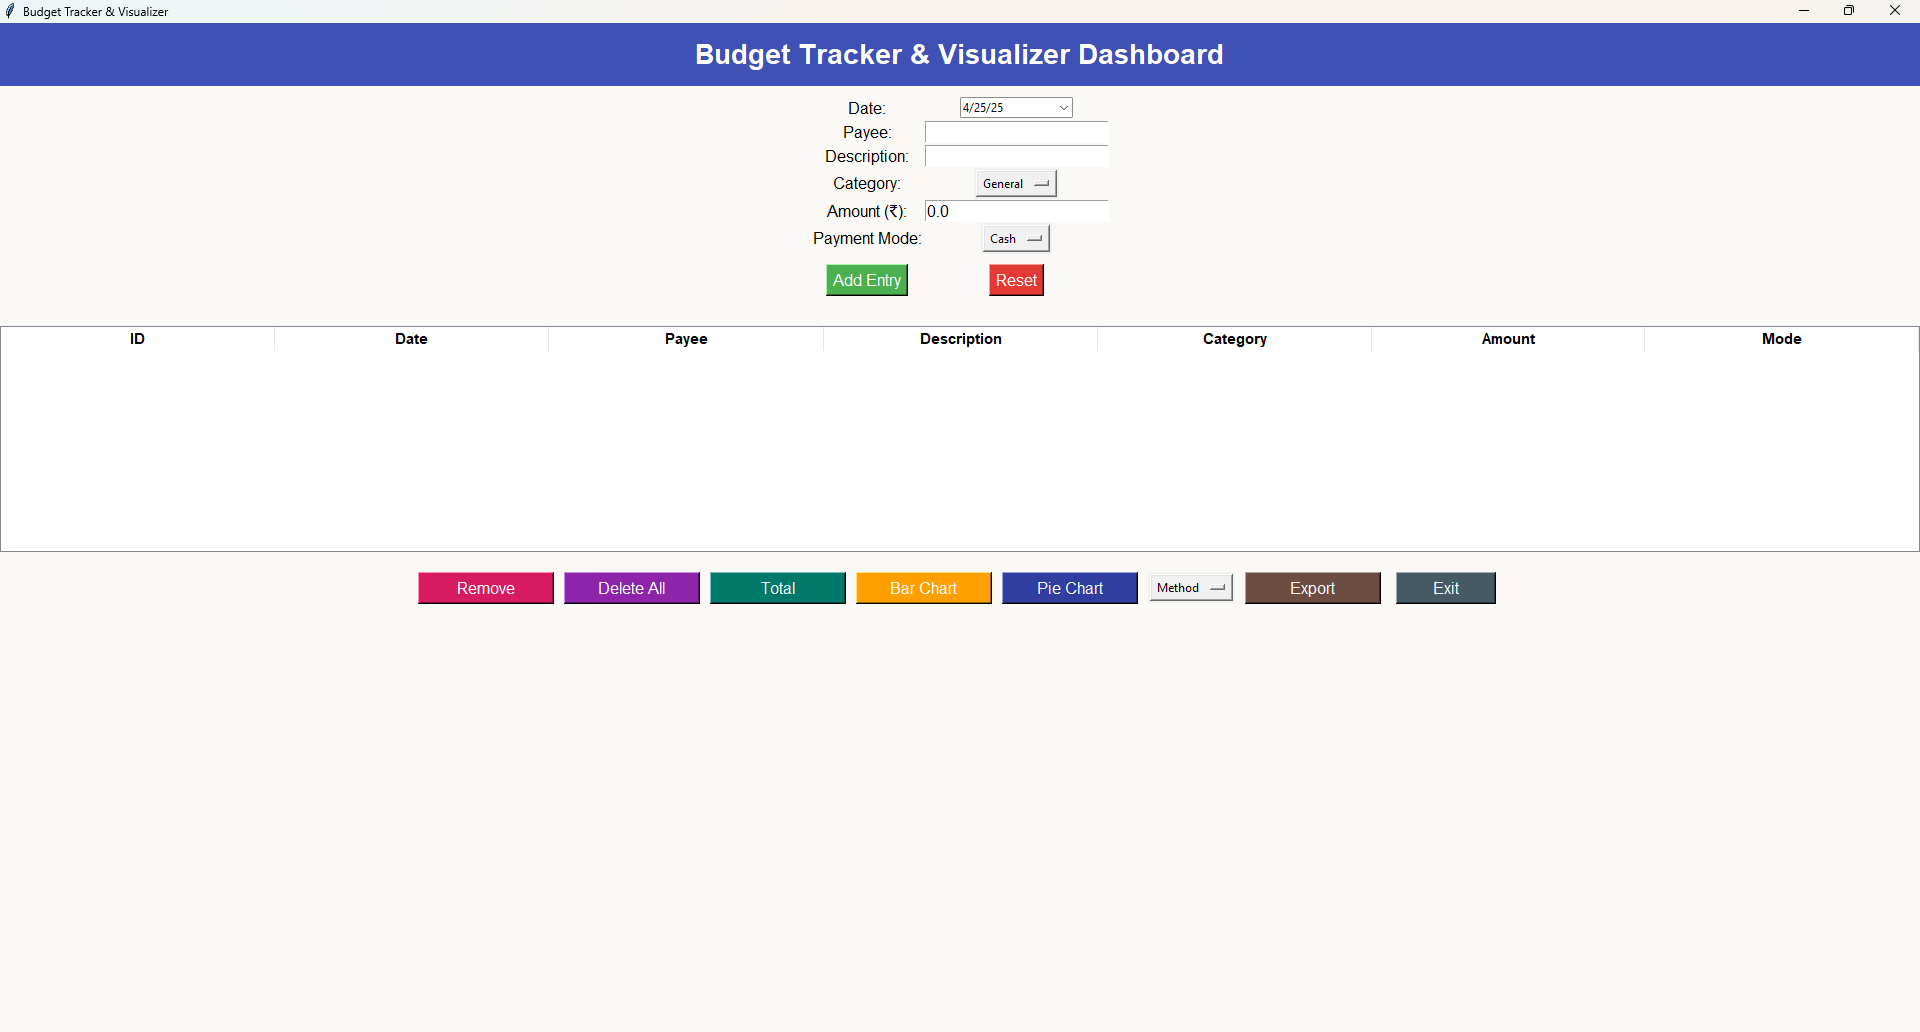 Budget Tracker & Visualizer
Budget Tracker & Visualizer Dashboard
Date: 4/25/25
Payee:
Description:
Category: General
Amount (₹): 0.0
Payment Mode: Cash
Add Entry Reset
ID Date Payee Description Category Amount Mode
Remove Delete All Total Bar Chart Pie Chart Method Export Exit